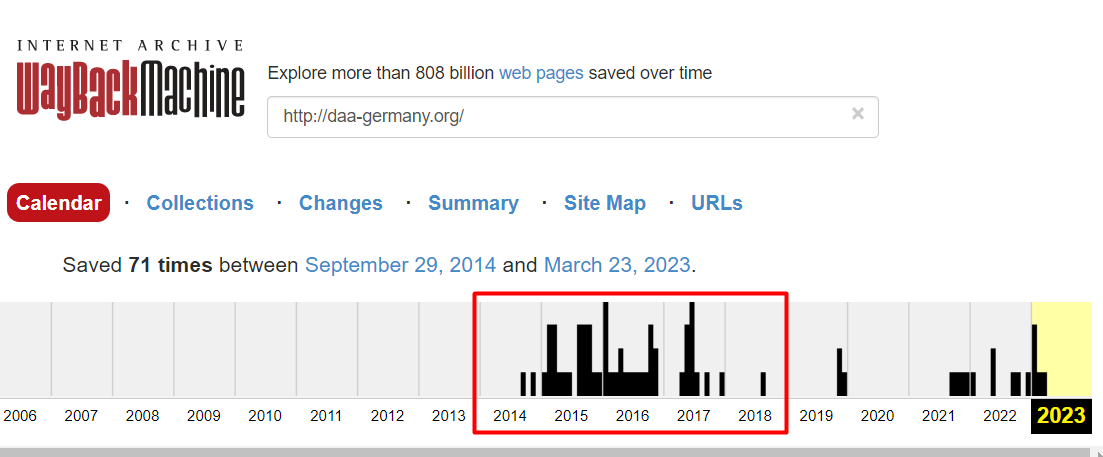 INTERNET ARCHIVE
WayBackMachine
Explore more than 808 billion web pages saved over time
http://daa-germany.org/
×
Calendar · Collections · Changes · Summary · Site Map · URLs
Saved 71 times between September 29, 2014 and March 23, 2023.
2006 2007 2008 2009 2010 2011 2012 2013 2014 2015 2016 2017 2018 2019 2020 2021 2022 2023